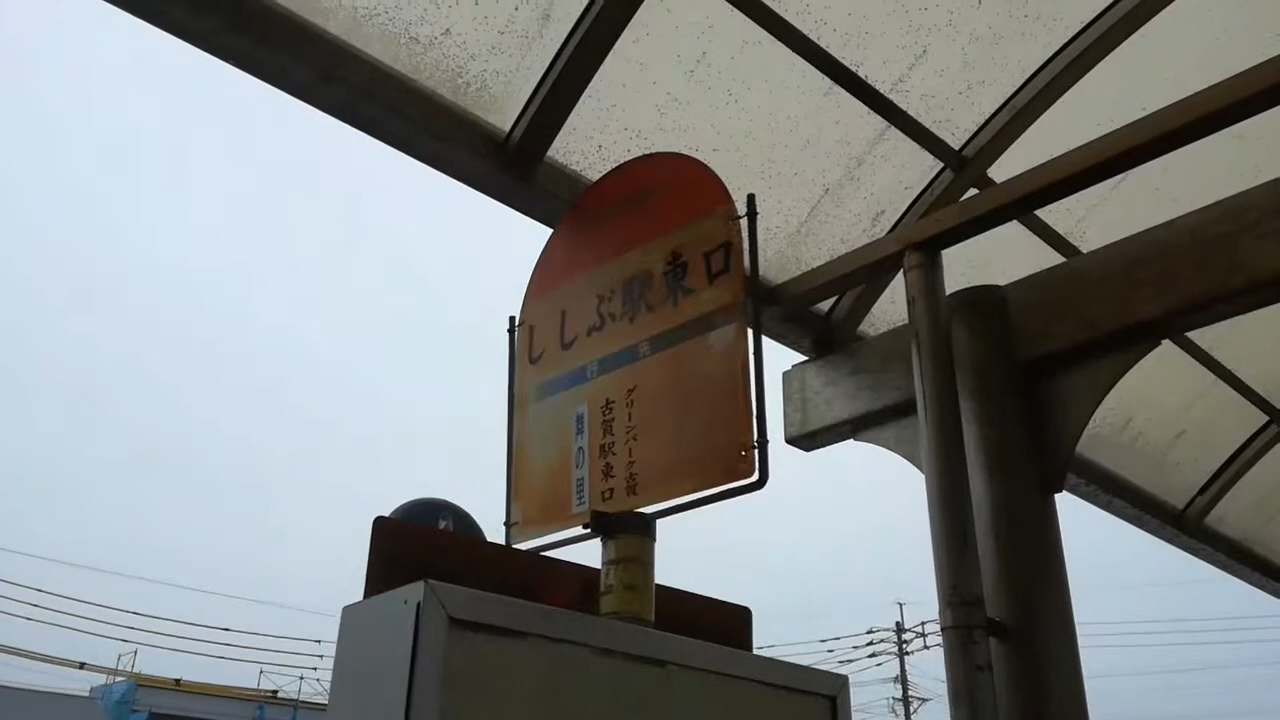 ししぶ駅東口
行先
グリーンパーク古賀
古賀駅東口
舞の里